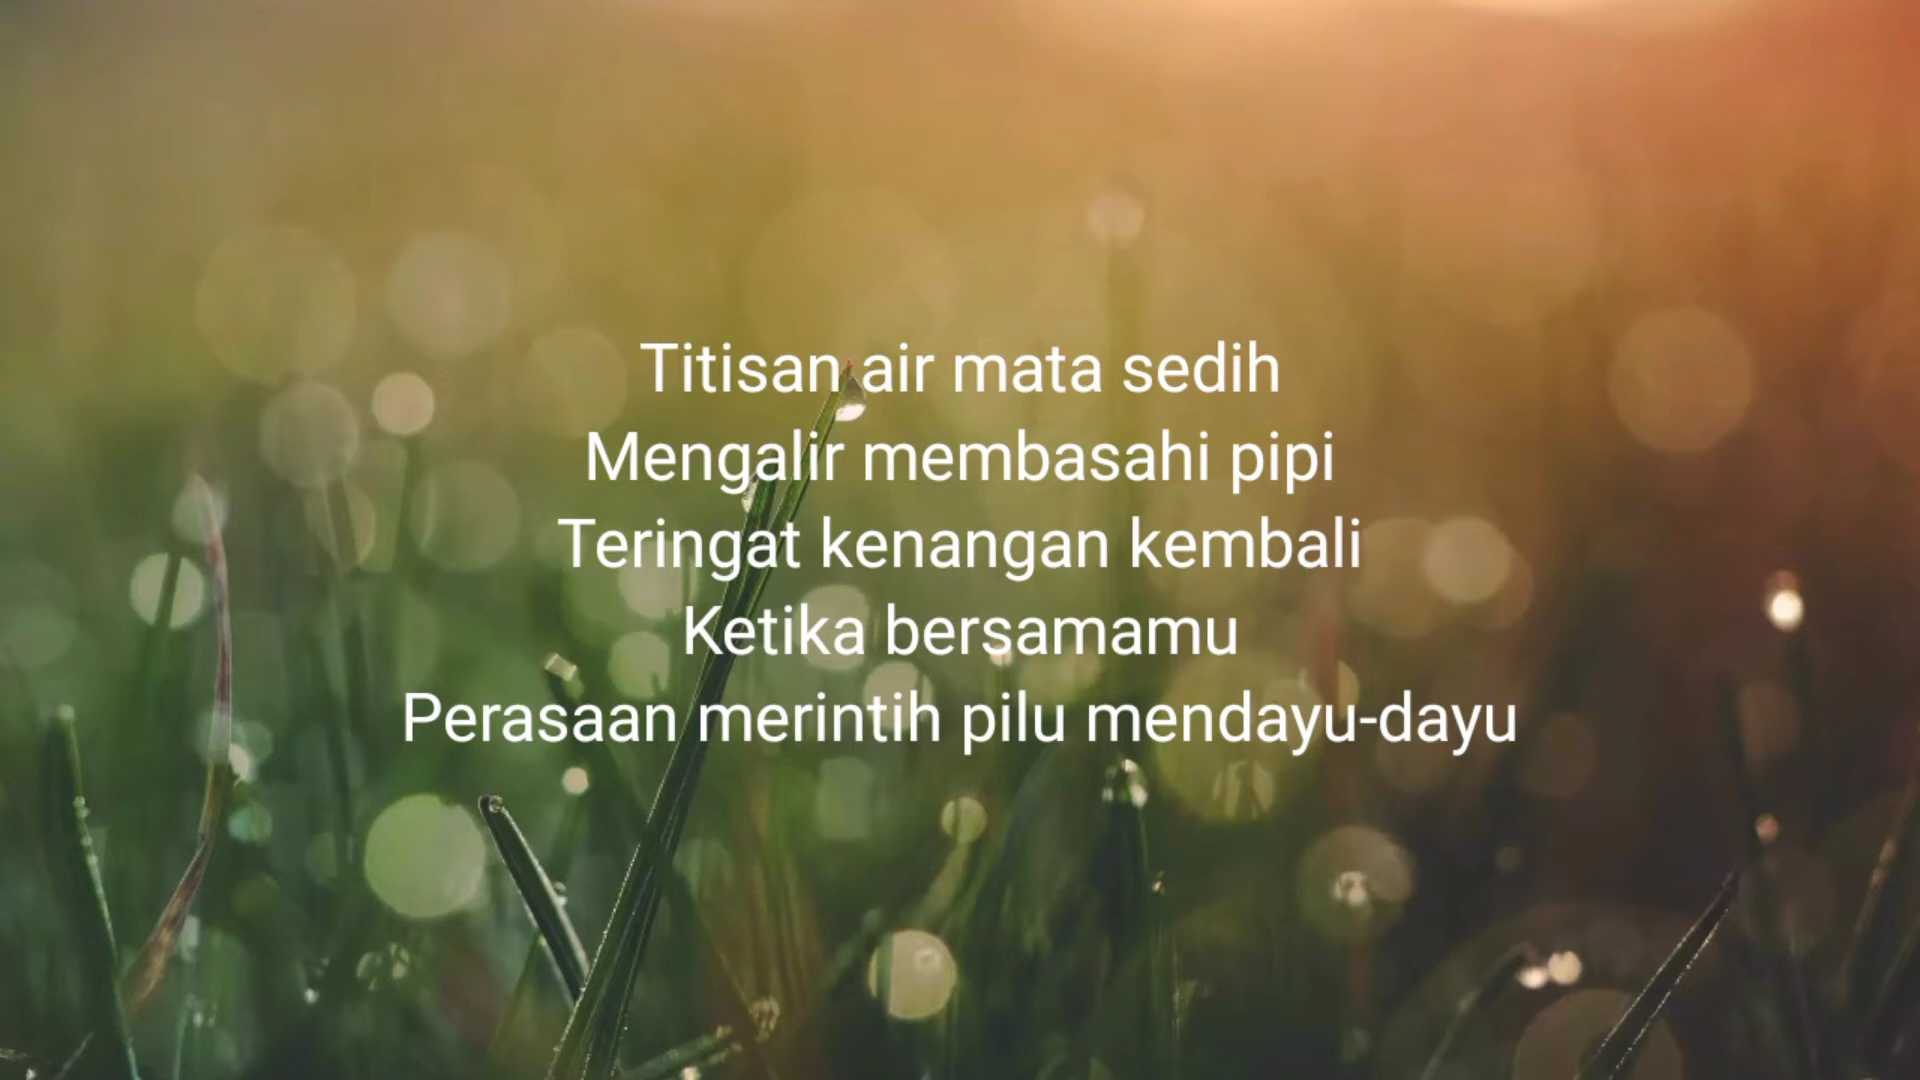 Titisan air mata sedih
Mengalir membasahi pipi
Teringat kenangan kembali
Ketika bersamamu
Perasaan merintih pilu mendayu-dayu